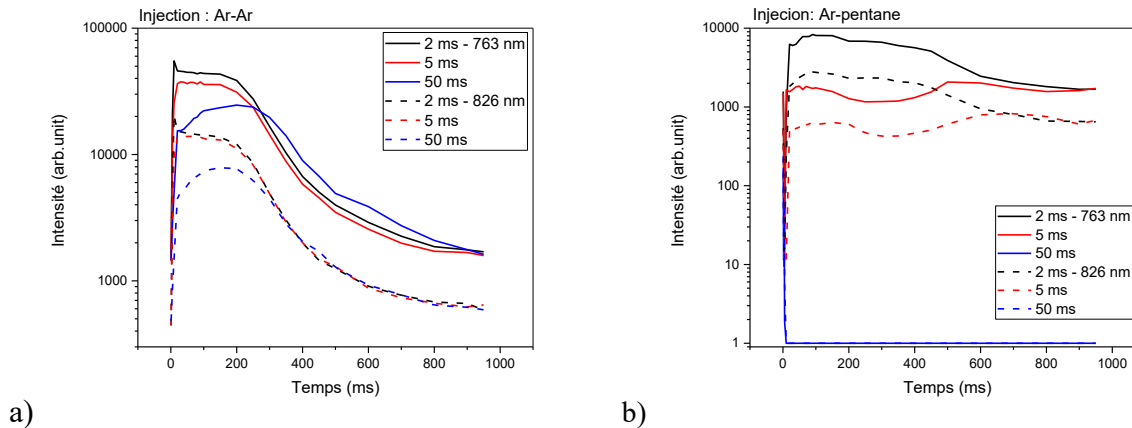 Injection : Ar-Ar
100000
10000
1000
Intensité (arb.unit)
2 ms - 763 nm
5 ms
50 ms
2 ms - 826 nm
5 ms
50 ms
0 200 400 600 800 1000
Temps (ms)
a)
Injecion: Ar-pentane
10000
1000
100
10
1
Intensité (arb.unit)
2 ms - 763 nm
5 ms
50 ms
2 ms - 826 nm
5 ms
50 ms
0 200 400 600 800 1000
Temps (ms)
b)